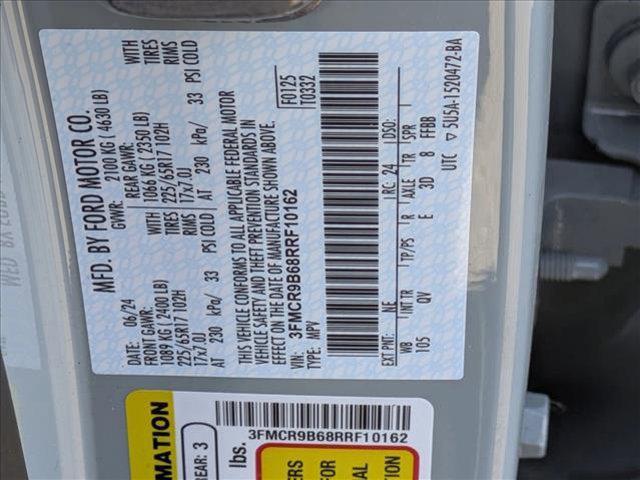 MFD. BY FORD MOTOR CO.
DATE: 06/24 GVWR: 2100 KG ( 4630 LB)
FRONT GAWR: REAR GAWR: WITH
1089 KG ( 2400 LB) 1066 KG ( 2350 LB) TIRES
225/65R17 102H 225/65R17 102H RIMS
17x7.0J 17x7.0J
AT 230 kPa/ 33 PSI COLD
WITH
TIRES
RIMS
AT 230 kPa/ 33 PSI COLD
THIS VEHICLE CONFORMS TO ALL APPLICABLE FEDERAL MOTOR
VEHICLE SAFETY AND THEFT PREVENTION STANDARDS IN
EFFECT ON THE DATE OF MANUFACTURE SHOWN ABOVE.
VIN: 3FMCR9B68RRF10162
TYPE: MPV
F0125
T0332
EXT PNT: NE RC: 24 DSO:
WB INT TR TP/PS R AXLE TR SPR
105 QV E 3D 8 FFBB
UTC 5U5A-1520472-BA
3FMCR9B68RRF10162
REAR: 3
lbs.